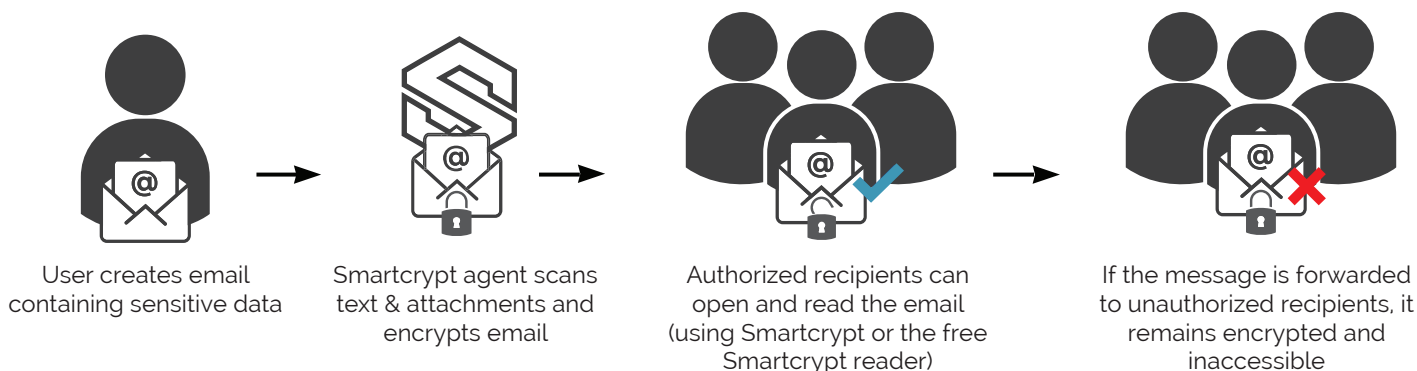 @
@
@
@
User creates email
containing sensitive data
Smartcrypt agent scans
text & attachments and
encrypts email
Authorized recipients can
open and read the email
(using Smartcrypt or the free
Smartcrypt reader)
If the message is forwarded
to unauthorized recipients, it
remains encrypted and
inaccessible